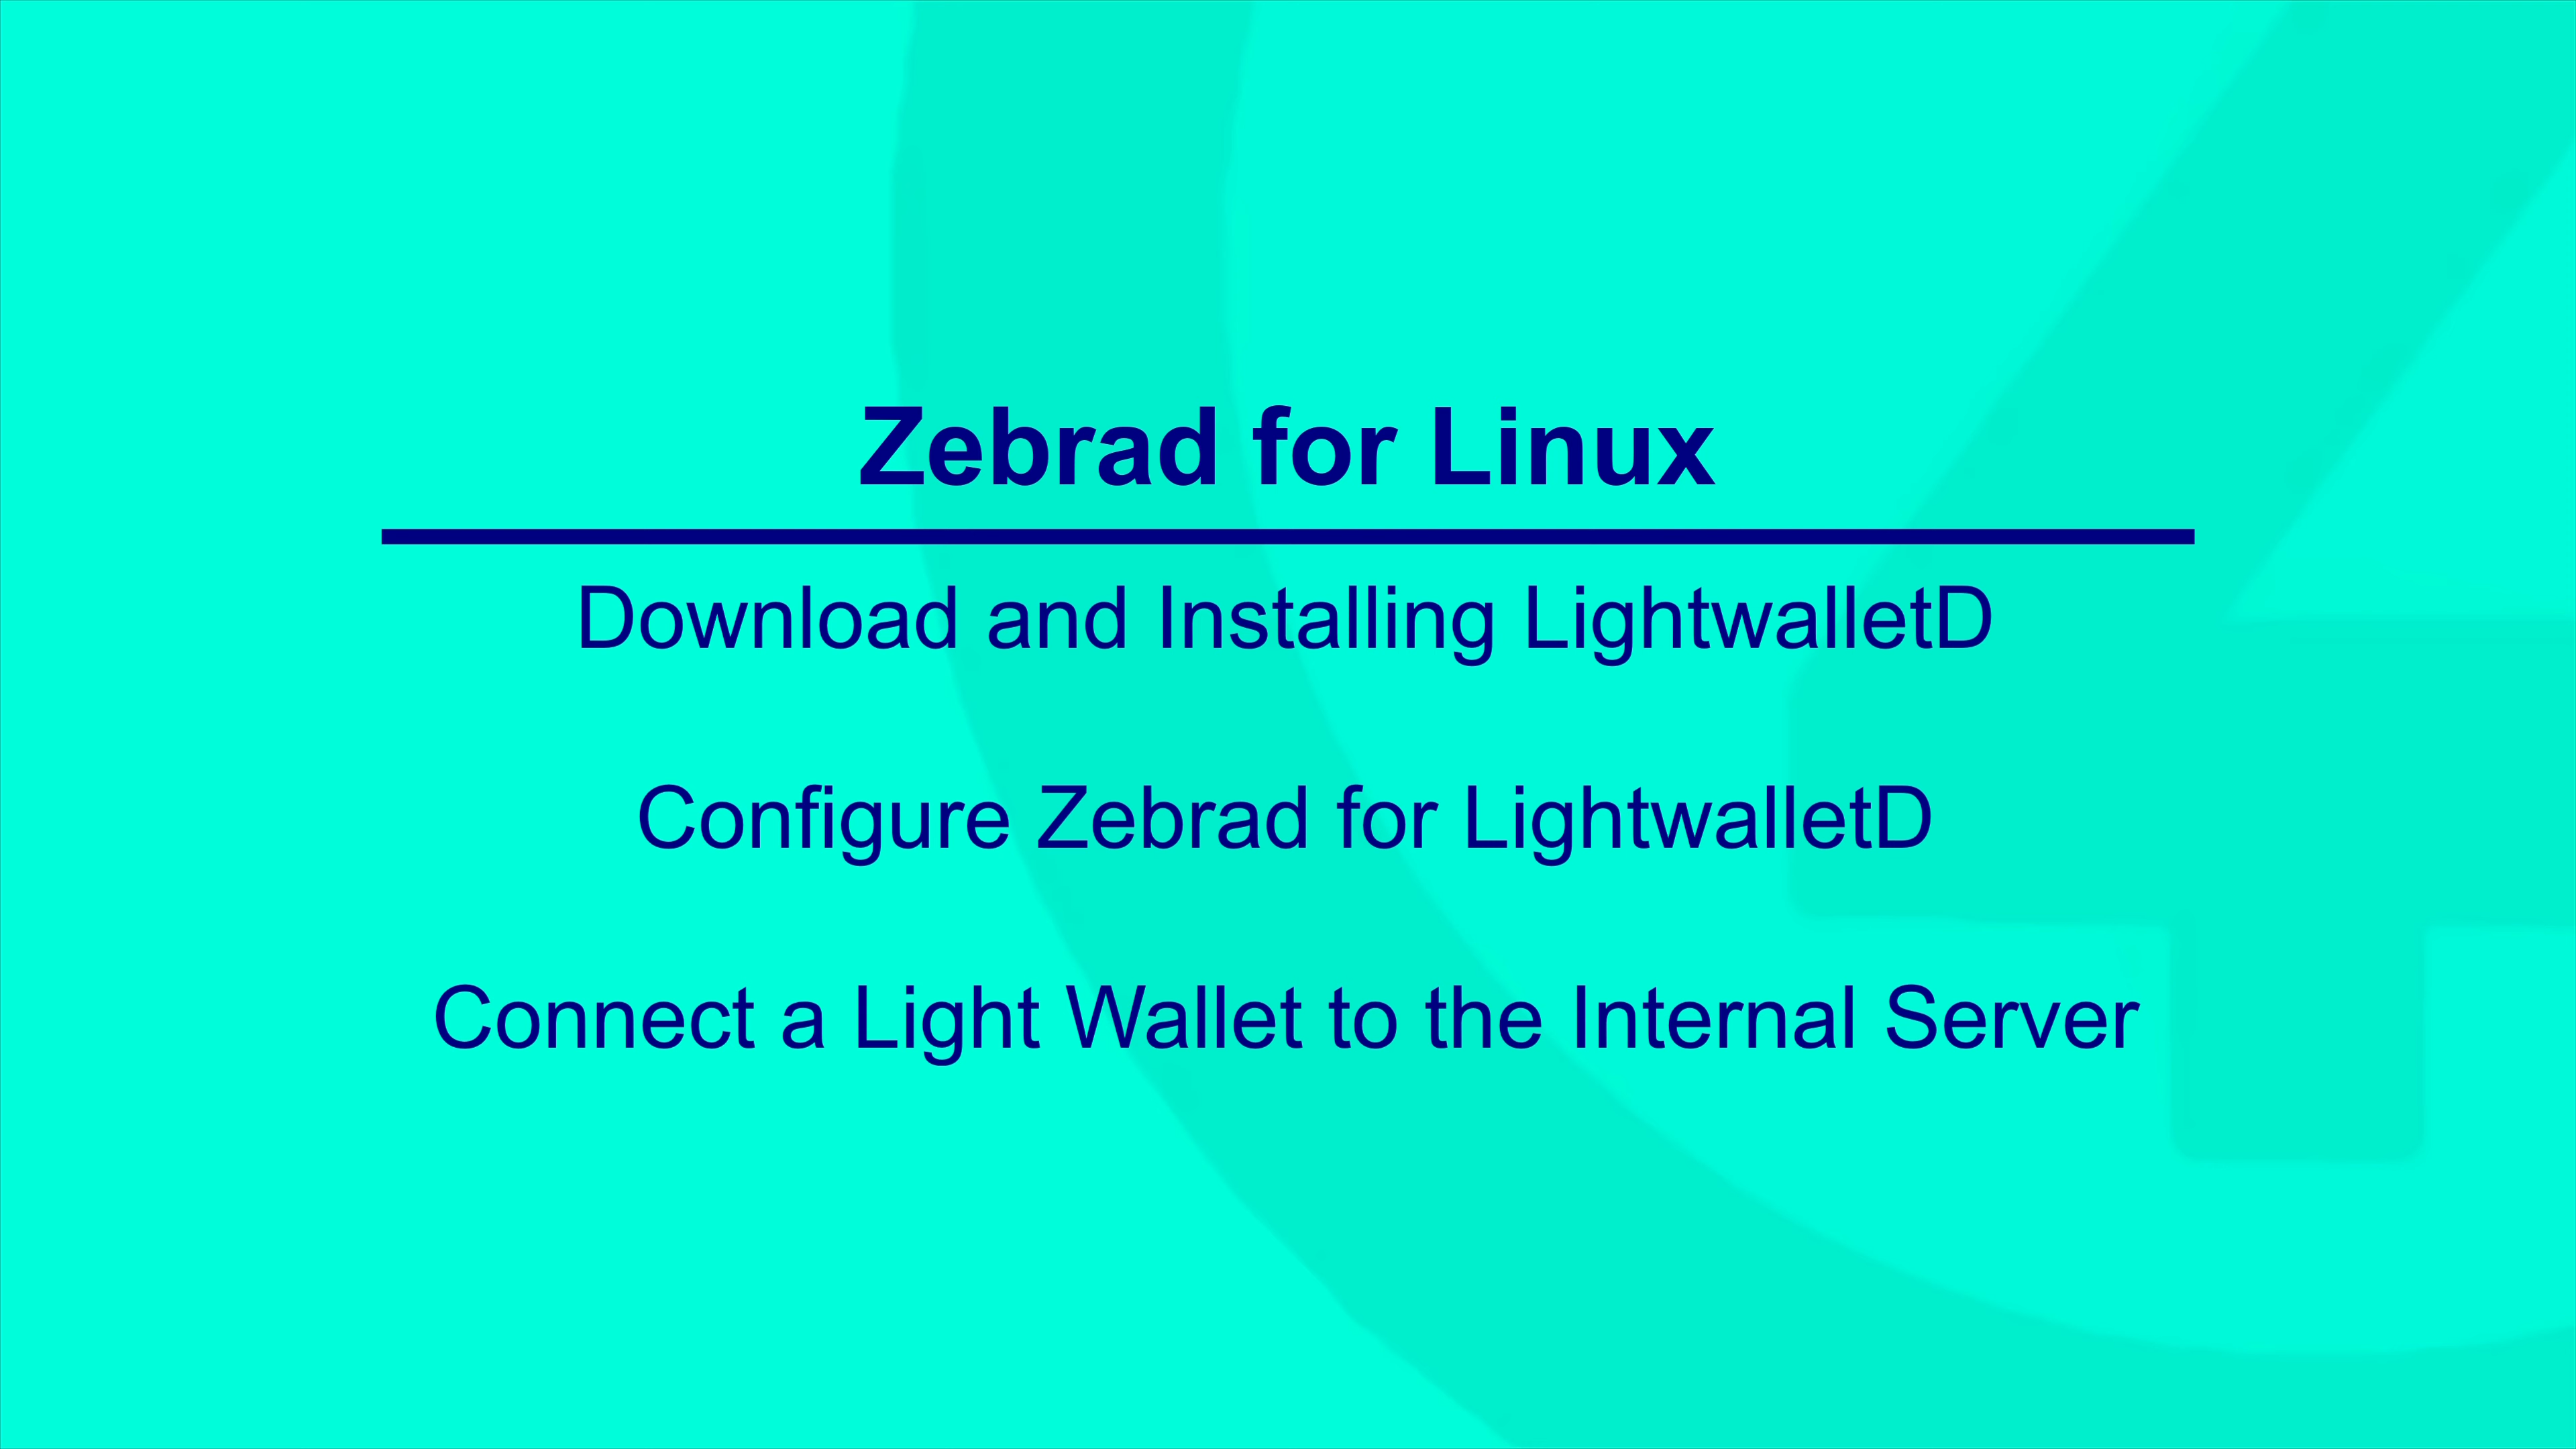 Zebrad for Linux
Download and Installing LightwalletD
Configure Zebrad for LightwalletD
Connect a Light Wallet to the Internal Server